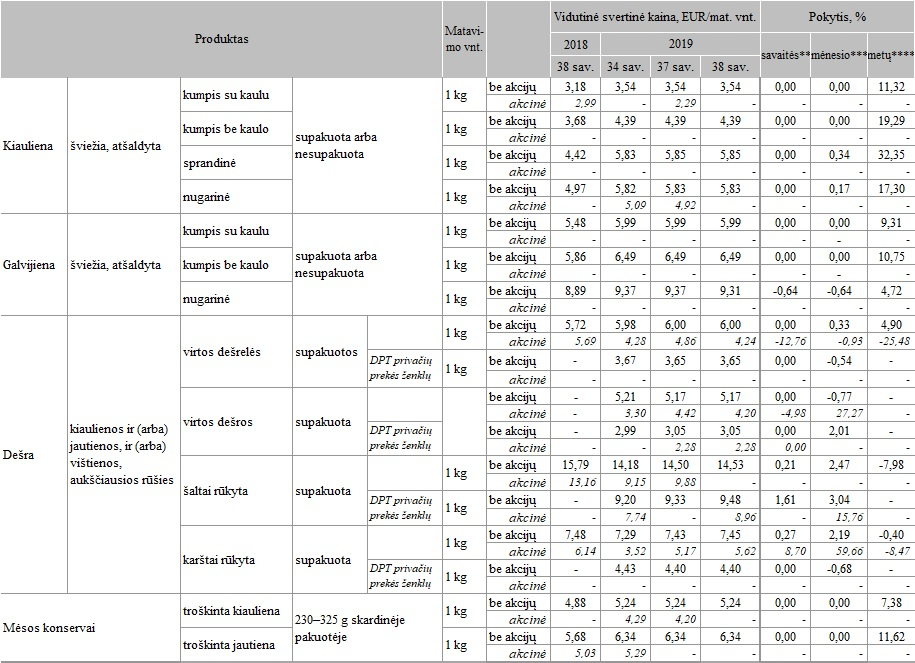 Produktas Matavi- Vidutinė svertinė kaina, EUR/mat. vnt. Pokytis, %
mo vnt. 2018 2019 savaitės** mėnesio*** metų****
38 sav. 34 sav. 37 sav. 38 sav.
Kiauliena šviežia, atšaldyta kumpis su kaulu supakuota arba nesupakuota 1 kg be akcijų 3,18 3,54 3,54 3,54 0,00 0,00 11,32
akcinė 2,99 - 2,29 - - - -
kumpis be kaulo 1 kg be akcijų 3,68 4,39 4,39 4,39 0,00 0,00 19,29
akcinė - - - - - - -
sprandinė 1 kg be akcijų 4,42 5,83 5,85 5,85 0,00 0,34 32,35
akcinė - - - - - - -
nugarinė 1 kg be akcijų 4,97 5,82 5,83 5,83 0,00 0,17 17,30
akcinė - 5,09 4,92 - - - -
Galvijiena šviežia, atšaldyta kumpis su kaulu supakuota arba nesupakuota 1 kg be akcijų 5,48 5,99 5,99 5,99 0,00 0,00 9,31
akcinė - - - - - - -
kumpis be kaulo 1 kg be akcijų 5,86 6,49 6,49 6,49 0,00 0,00 10,75
akcinė - - - - - - -
nugarinė 1 kg be akcijų 8,89 9,37 9,37 9,31 -0,64 -0,64 4,72
akcinė - - - - - - -
Dešra kiaulienos ir (arba) jautienos, ir (arba) vištienos, aukščiausios rūšies virtos dešrelės supakuotos 1 kg be akcijų 5,72 5,98 6,00 6,00 0,00 0,33 4,90
akcinė 5,69 4,28 4,86 4,24 -12,76 -0,93 -25,48
DPT privačių prekės ženklų 1 kg be akcijų - 3,67 3,65 3,65 0,00 -0,54 -
akcinė - - - - - - -
virtos dešros supakuota be akcijų - 5,21 5,17 5,17 0,00 -0,77 -
akcinė - 3,30 4,42 4,20 -4,98 27,27 -
DPT privačių prekės ženklų be akcijų - 2,99 3,05 3,05 0,00 2,01 -
akcinė - - 2,28 2,28 0,00 - -
šaltai rūkyta supakuota 1 kg be akcijų 15,79 14,18 14,50 14,53 0,21 2,47 -7,98
akcinė 13,16 9,15 9,88 - - - -
DPT privačių prekės ženklų 1 kg be akcijų - 9,20 9,33 9,48 1,61 3,04 -
akcinė - 7,74 - 8,96 - 15,76 -
karštai rūkyta supakuota 1 kg be akcijų 7,48 7,29 7,43 7,45 0,27 2,19 -0,40
akcinė 6,14 3,52 5,17 5,62 8,70 59,66 -8,47
DPT privačių prekės ženklų 1 kg be akcijų - 4,43 4,40 4,40 0,00 -0,68 -
akcinė - - - - - - -
Mėsos konservai troškinta kiauliena 230–325 g skardinėje pakuotėje 1 kg be akcijų 4,88 5,24 5,24 5,24 0,00 0,00 7,38
akcinė - 4,29 4,20 - - - -
troškinta jautiena 1 kg be akcijų 5,68 6,34 6,34 6,34 0,00 0,00 11,62
akcinė 5,03 5,29 - - - - -